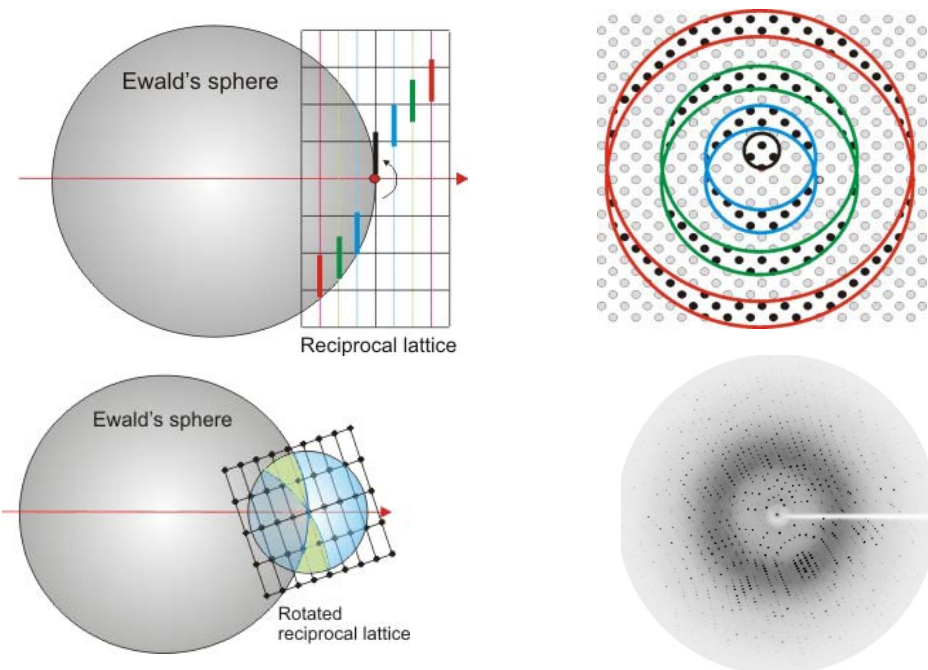 Ewald's sphere
Reciprocal lattice
Ewald's sphere
Rotated
reciprocal lattice